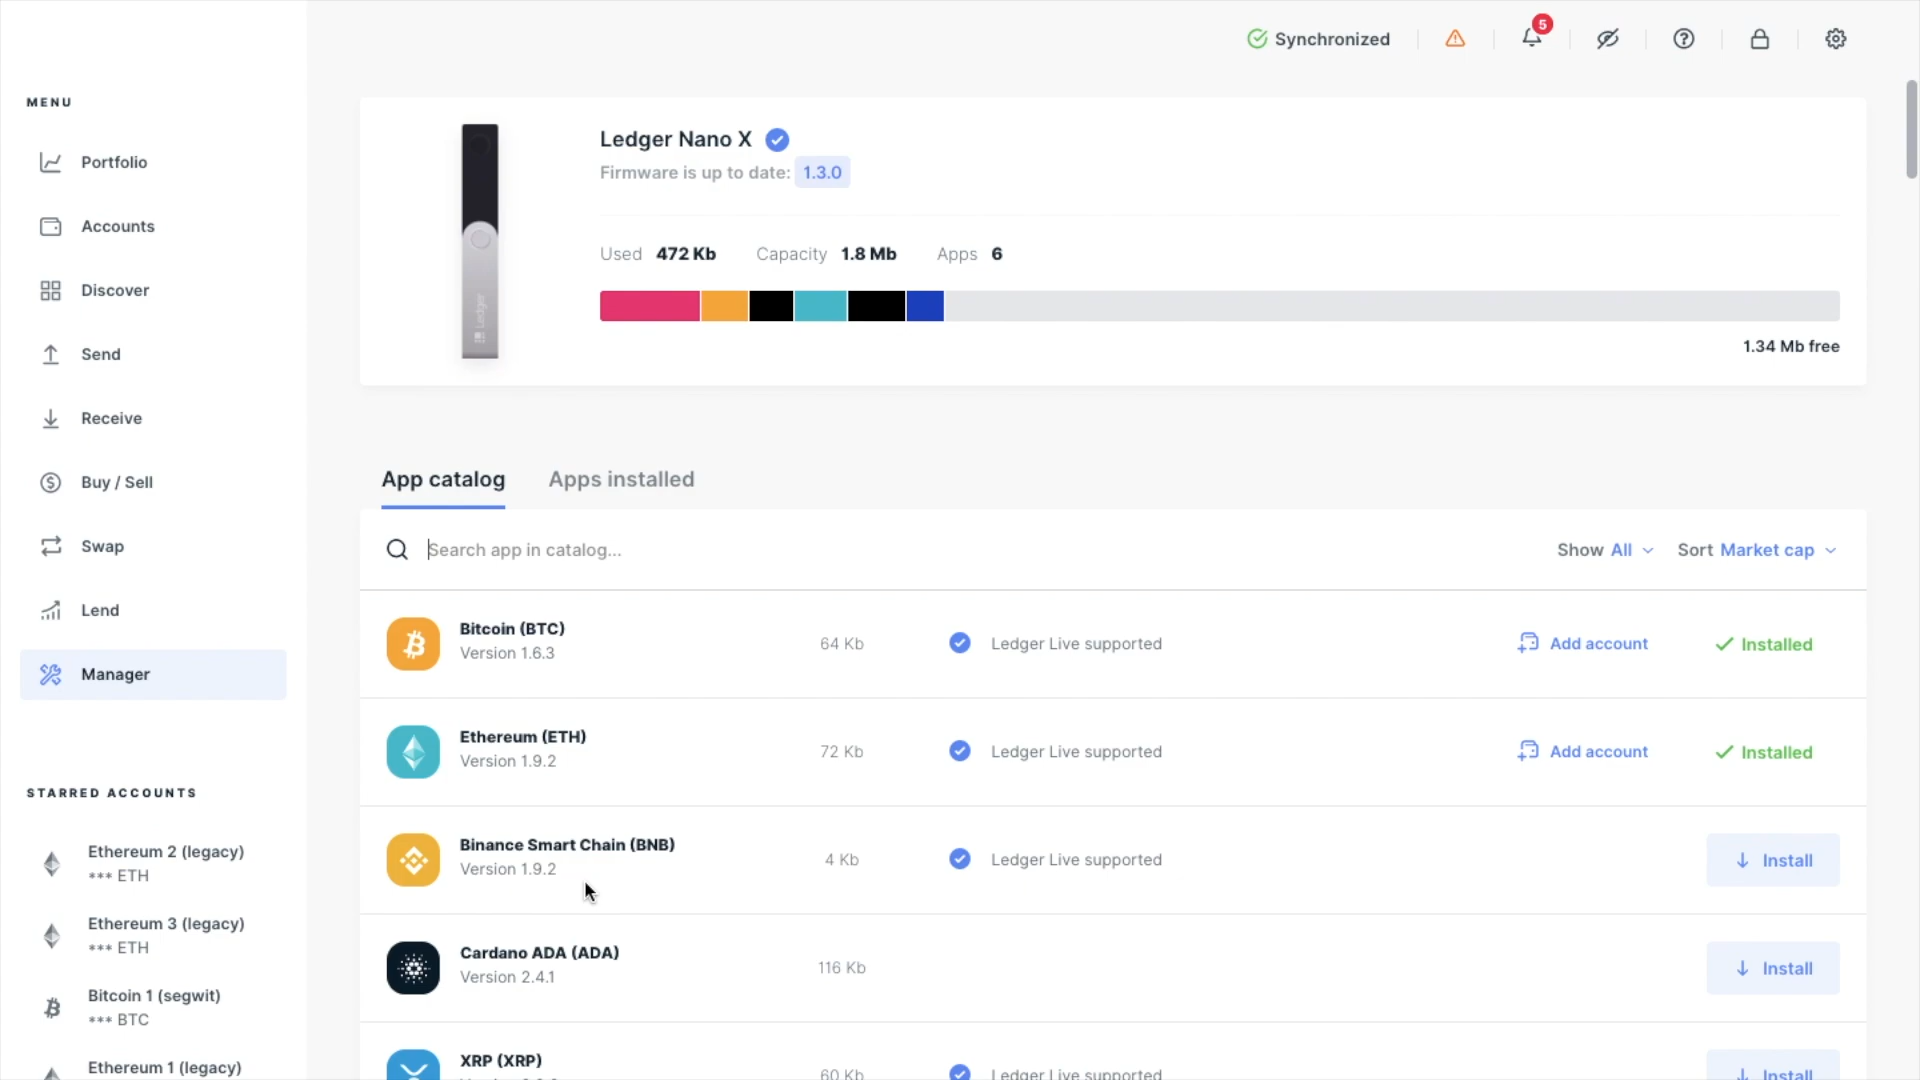 Synchronized
5
MENU
Portfolio
Accounts
Discover
Send
Receive
Buy / Sell
Swap
Lend
Manager
STARRED ACCOUNTS
Ethereum 2 (legacy)
*** ETH
Ethereum 3 (legacy)
*** ETH
Bitcoin 1 (segwit)
*** BTC
Ethereum 1 (legacy)
Ledger
Ledger Nano X
Firmware is up to date: 1.3.0
Used 472 Kb Capacity 1.8 Mb Apps 6
1.34 Mb free
App catalog Apps installed
Search app in catalog... Show All Sort Market cap
Bitcoin (BTC)
Version 1.6.3
64 Kb Ledger Live supported Add account Installed
Ethereum (ETH)
Version 1.9.2
72 Kb Ledger Live supported Add account Installed
Binance Smart Chain (BNB)
Version 1.9.2
4 Kb Ledger Live supported Install
Cardano ADA (ADA)
Version 2.4.1
116 Kb Install
XRP (XRP)
60 Kb Ledger Live supported Install